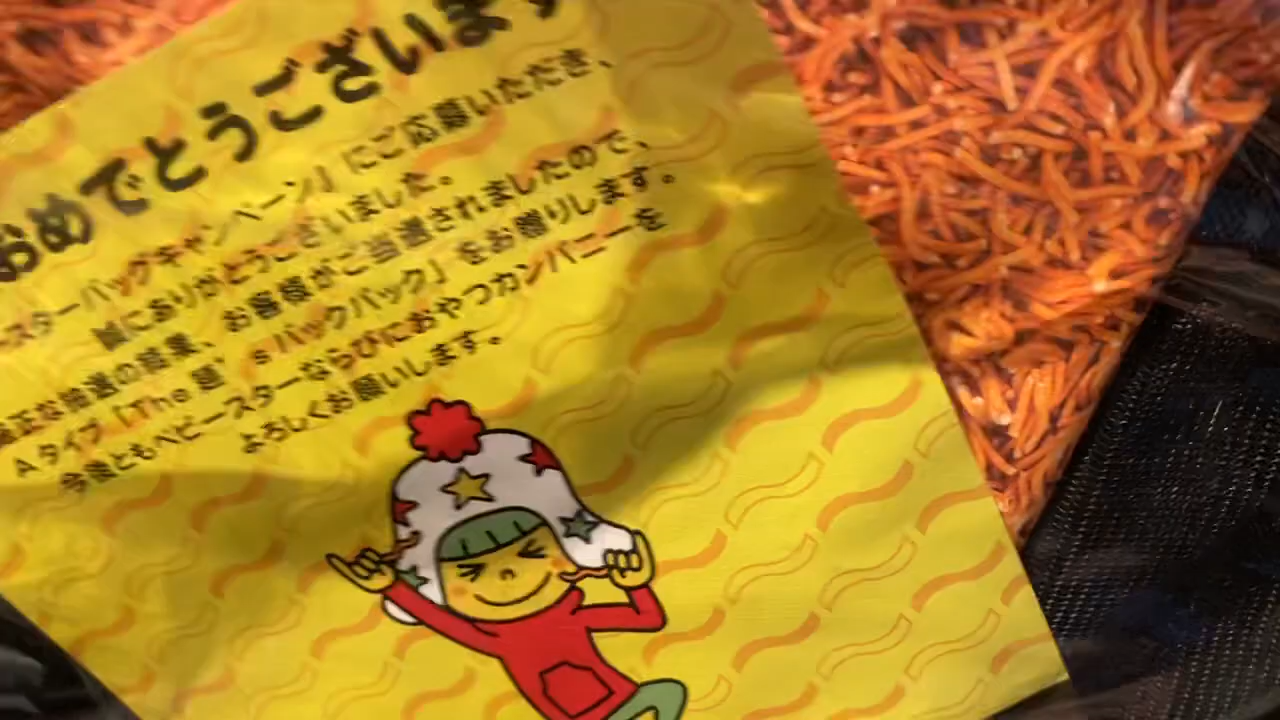 おめでとうございます
スターバッグキャンペーン」にご応募いただき、
誠にありがとうございました。
正な抽選の結果、お客様がご当選されましたので、
Aタイプ「The 麺's バックパック」をお贈りします。
今後ともベビースターならびにおやつカンパニーを
よろしくお願いします。